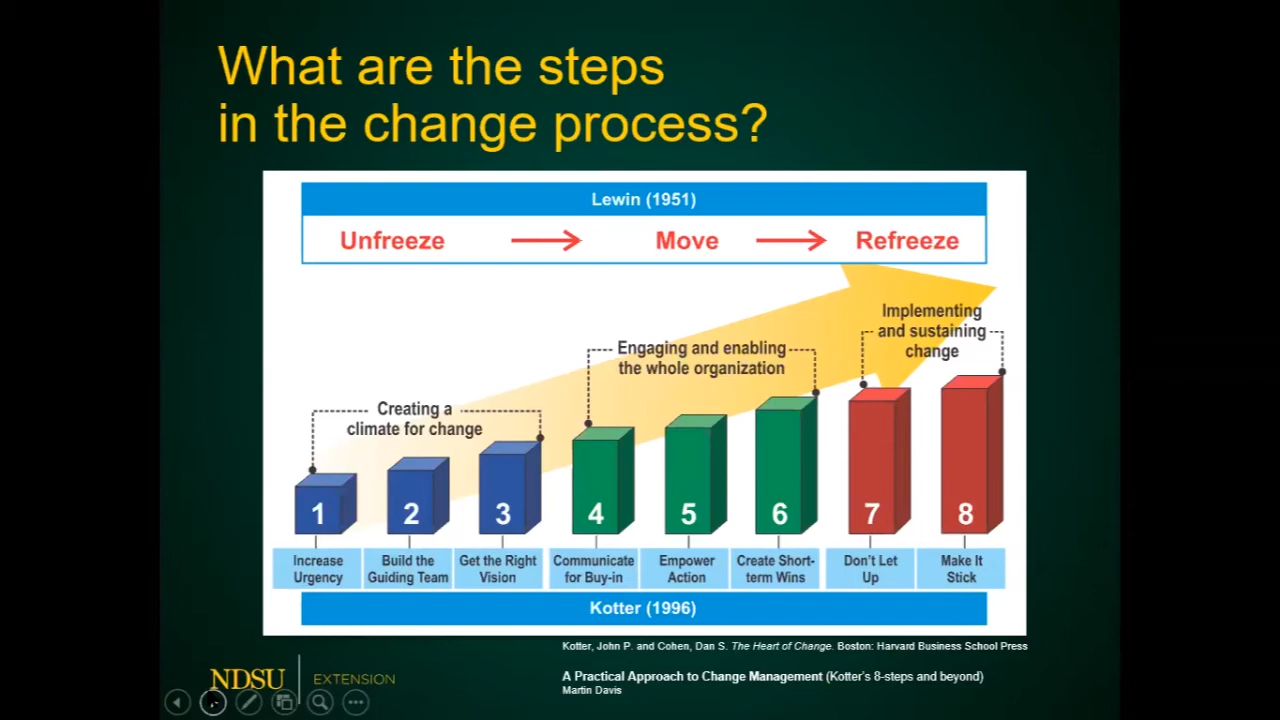 What are the steps
in the change process?
Lewin (1951)
Unfreeze
Move
Refreeze
Implementing
and sustaining
change
Engaging and enabling
the whole organization
Creating a
climate for change
1
2
3
4
5
6
7
8
Increase
Urgency
Build the
Guiding Team
Get the Right
Vision
Communicate
for Buy-in
Empower
Action
Create Short-
term Wins
Don't Let
Up
Make It
Stick
Kotter (1996)
Kotter, John P. and Cohen, Dan S. The Heart of Change. Boston: Harvard Business School Press
A Practical Approach to Change Management (Kotter's 8-steps and beyond)
Martin Davis
NDSU
EXTENSION